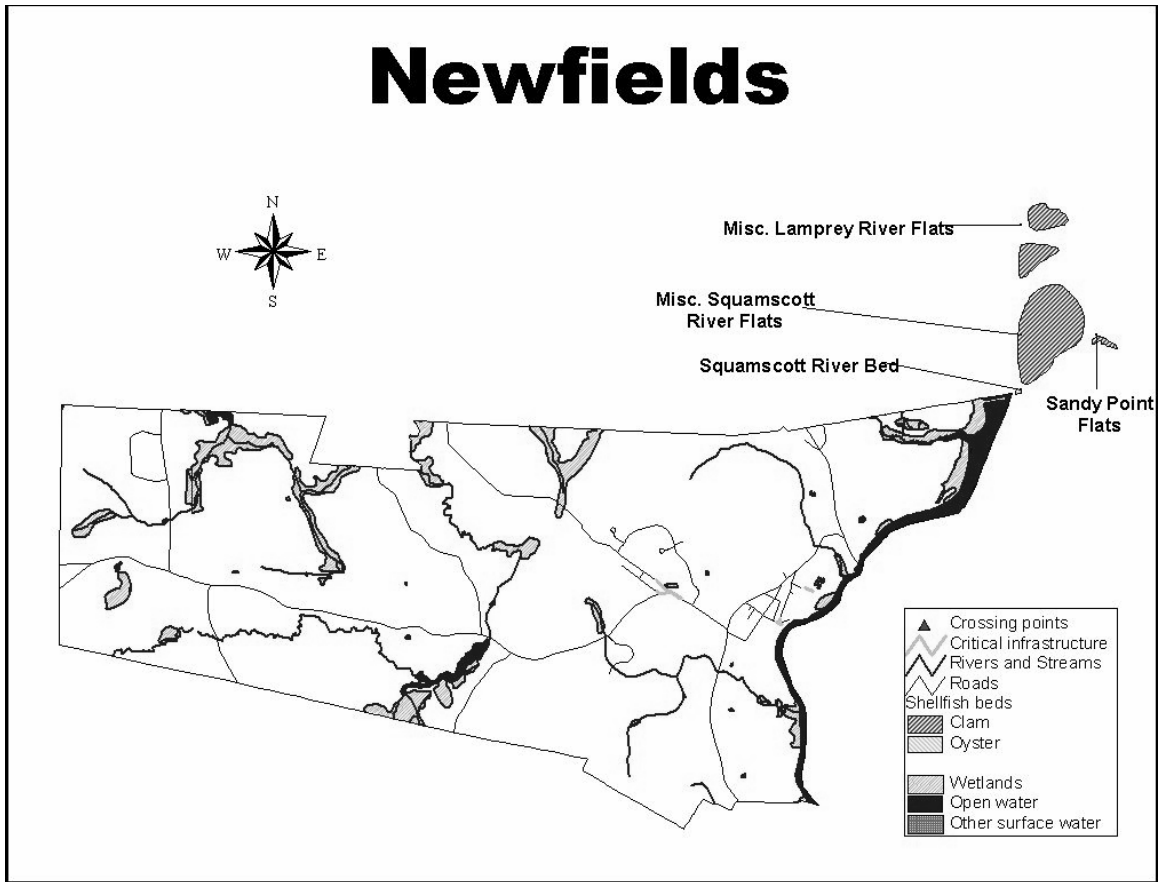 Newfields
N
W
E
S
Misc. Lamprey River Flats
Misc. Squamscott
River Flats
Squamscott River Bed
Sandy Point
Flats
Crossing points
Critical infrastructure
Rivers and Streams
Roads
Shellfish beds
Clam
Oyster
Wetlands
Open water
Other surface water